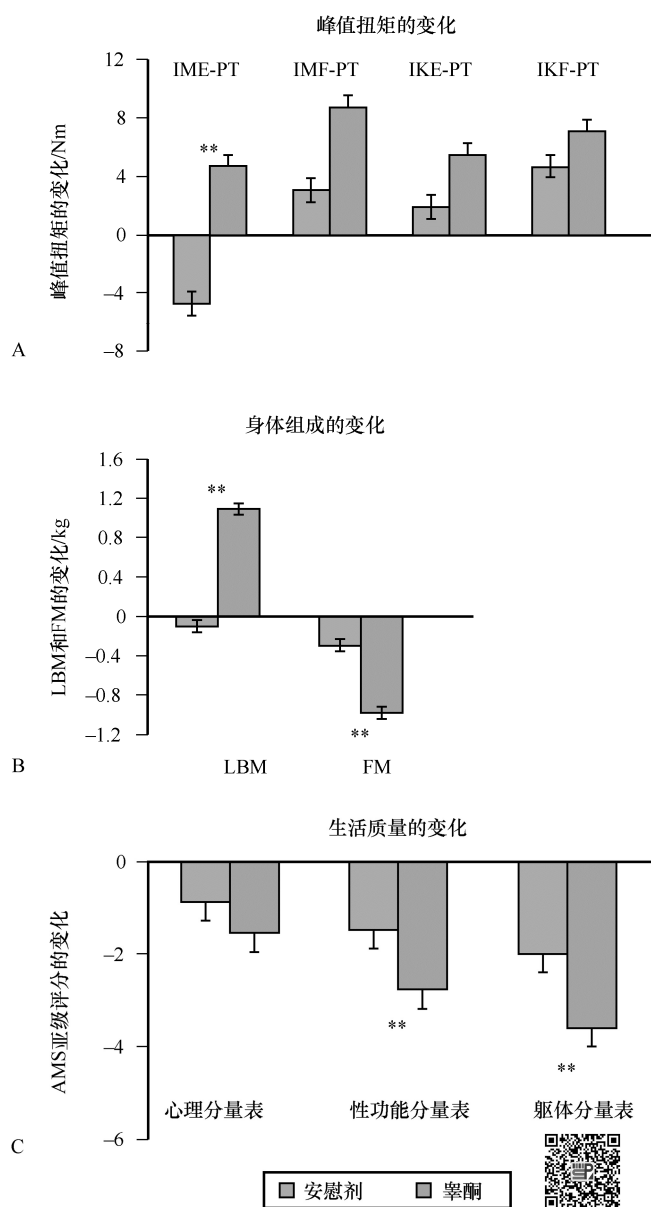 峰值扭矩的变化
12
8
4
0
–4
–8
峰值扭矩的变化/Nm
IME-PT IMF-PT IKE-PT IKF-PT
**
A
身体组成的变化
1.6
1.2
0.8
0.4
0
–0.4
–0.8
–1.2
LBM和FM的变化/kg
**
**
LBM FM
B
生活质量的变化
0
–2
–4
–6
AMS亚级评分的变化
**
**
心理分量表 性功能分量表 躯体分量表
C
安慰剂 睾酮